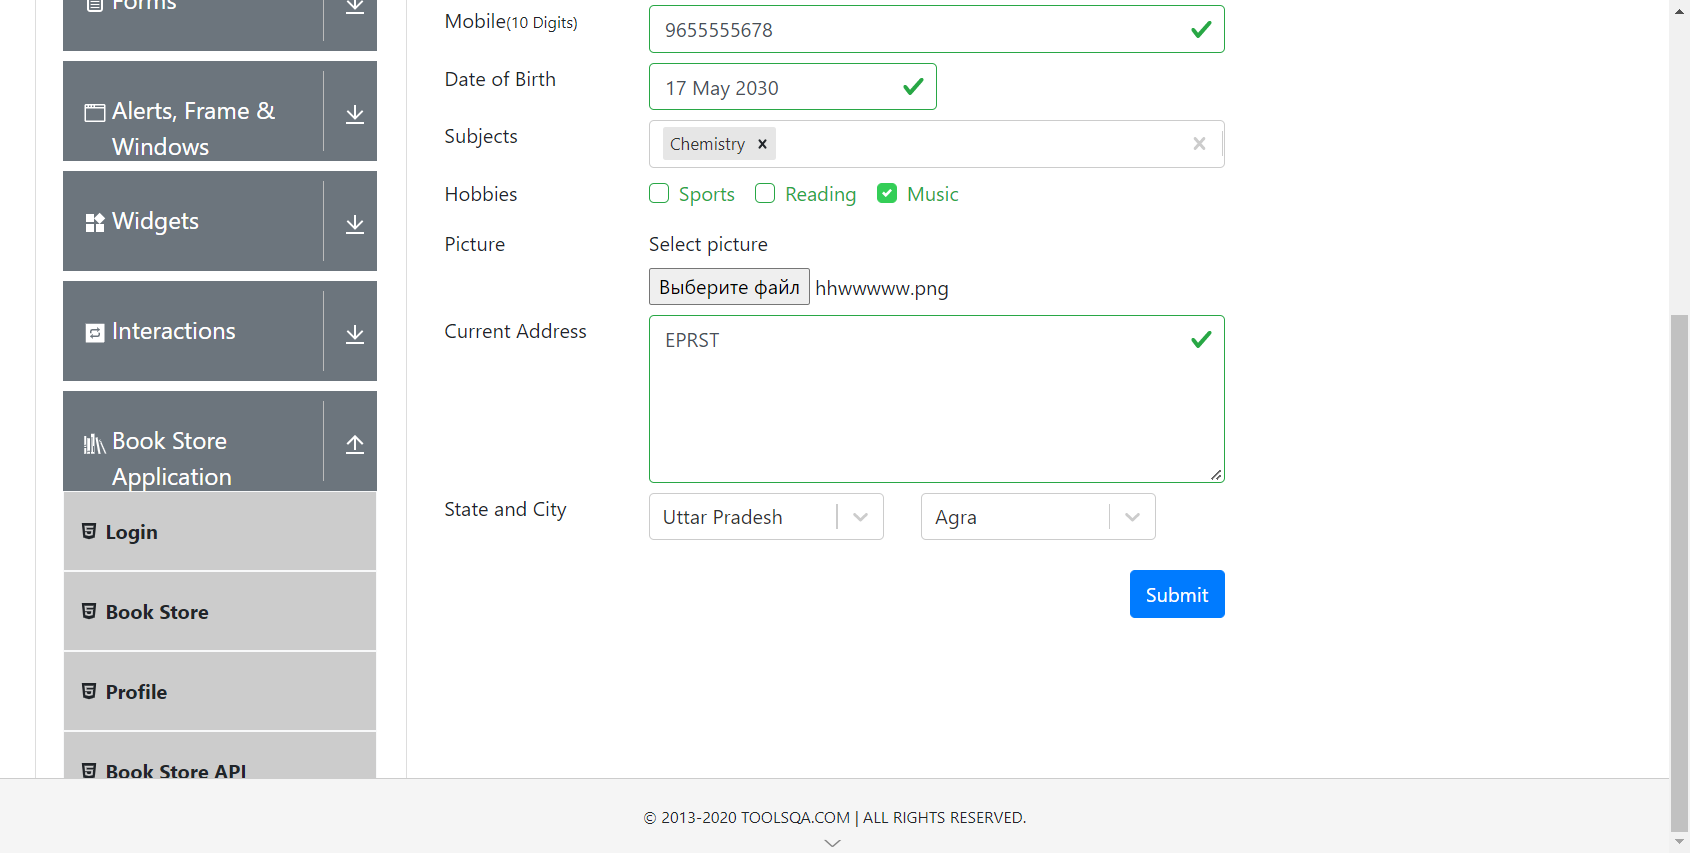 Forms
Alerts, Frame &
Windows
Widgets
Interactions
Book Store
Application
Login
Book Store
Profile
Book Store API
Mobile(10 Digits)
9655555678
Date of Birth
17 May 2030
Subjects
Chemistry
Hobbies
Sports Reading Music
Picture
Select picture
Выберите файл hhwwwww.png
Current Address
EPRST
State and City
Uttar Pradesh
Agra
Submit
© 2013-2020 TOOLSQA.COM | ALL RIGHTS RESERVED.